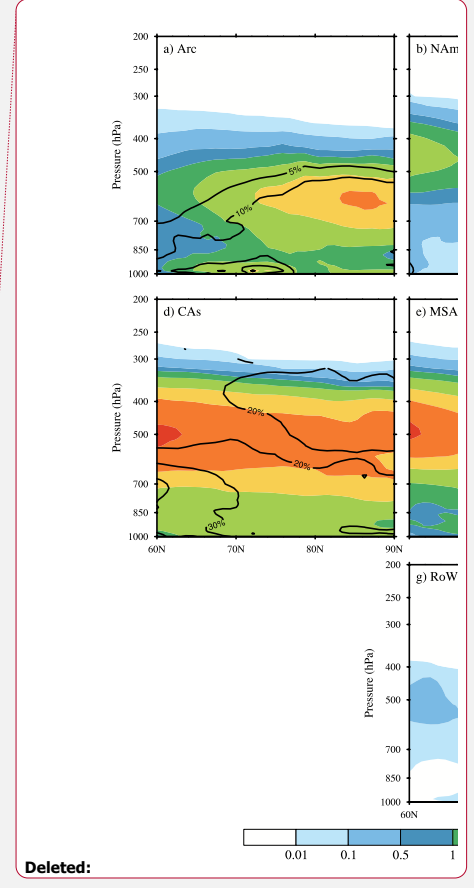 200
250
300
400
500
700
850
1000
Pressure (hPa)
a) Arc
5%
10%
b) NAm
200
250
300
400
500
700
850
1000
Pressure (hPa)
d) CAs
20%
20%
30%
e) MSA
60N 70N 80N 90N
200
250
300
400
500
700
850
1000
Pressure (hPa)
g) RoW
60N
0.01 0.1 0.5 1
Deleted: